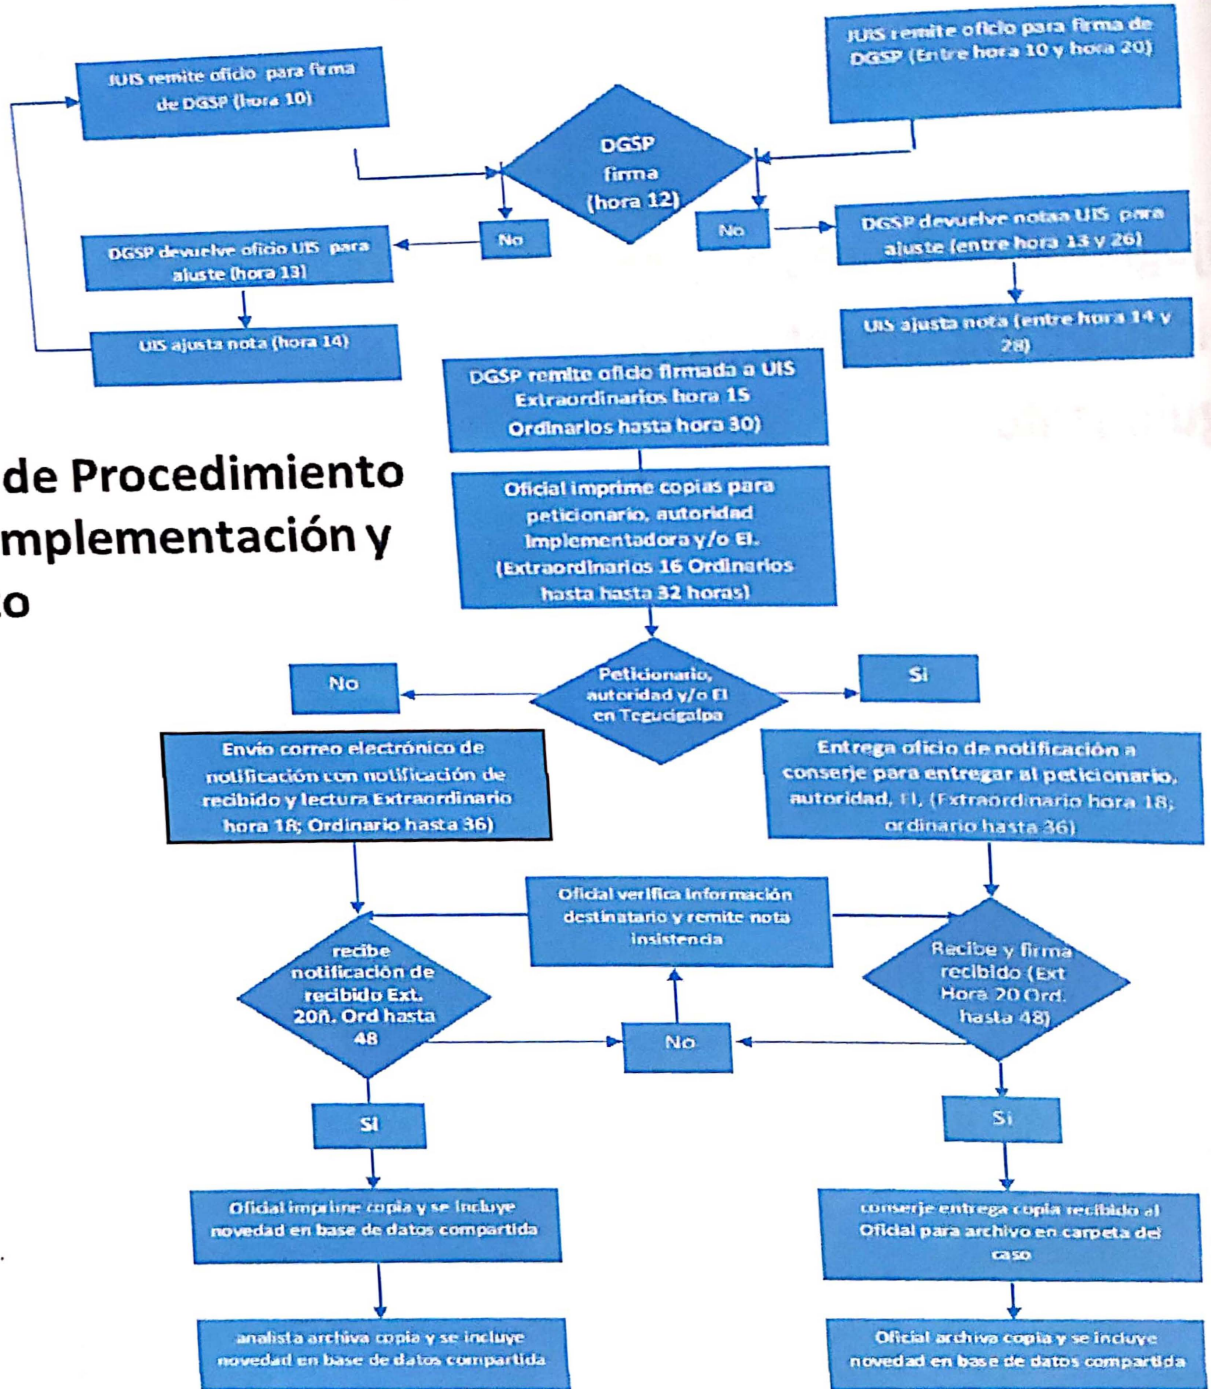 JUIS remite oficio para firma
de DGSP (hora 10)
JUIS remite oficio para firma de
DGSP (Entre hora 10 y hora 20)
DGSP
firma
(hora 12)
No
No
DGSP devuelve oficio UIS para
ajuste (hora 13)
DGSP devuelve notaa UIS para
ajuste (entre hora 13 y 26)
UIS ajusta nota (hora 14)
UIS ajusta nota (entre hora 14 y
28)
DGSP remite oficio firmada a UIS
Extraordinarios hora 15
Ordinarios hasta hora 30)
de Procedimiento
mplementación y
o
Oficial imprime copias para
peticionario, autoridad
Implementadora y/o EI.
(Extraordinarios 16 Ordinarios
hasta hasta 32 horas)
Peticionario,
autoridad y/o EI
en Tegucigalpa
No
Si
Envío correo electrónico de
notificación con notificación de
recibido y lectura Extraordinario
hora 18; Ordinario hasta 36)
Entrega oficio de notificación a
conserje para entregar al peticionario,
autoridad, EI, (Extraordinario hora 18;
ordinario hasta 36)
Oficial verifica información
destinatario y remite nota
insistencia
recibe
notificación de
recibido Ext.
20ñ. Ord hasta
48
Recibe y firma
recibido (Ext
Hora 20 Ord.
hasta 48)
No
Si
Si
Oficial imprime copia y se incluye
novedad en base de datos compartida
conserje entrega copia recibido al
Oficial para archivo en carpeta del
caso
analista archiva copia y se incluye
novedad en base de datos compartida
Oficial archiva copia y se incluye
novedad en base de datos compartida